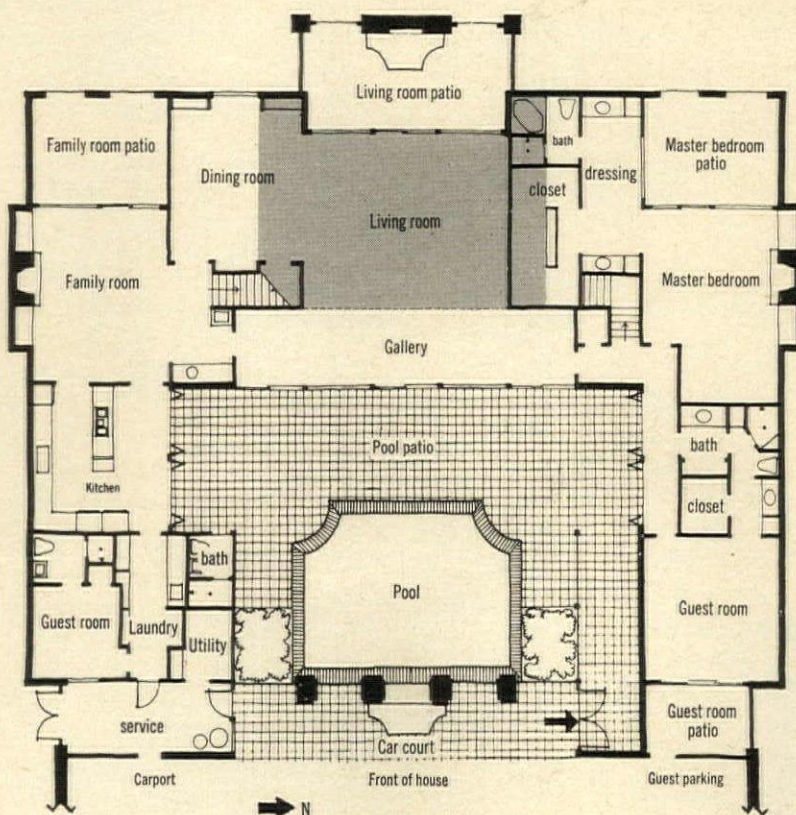 Living room patio
Family room patio
Dining room
bath
dressing
Master bedroom
patio
closet
Living room
Family room
Master bedroom
Gallery
Pool patio
bath
Kitchen
closet
bath
Pool
Guest room
Laundry
Utility
Guest room
service
Car court
Guest room
patio
Carport
Front of house
Guest parking
N